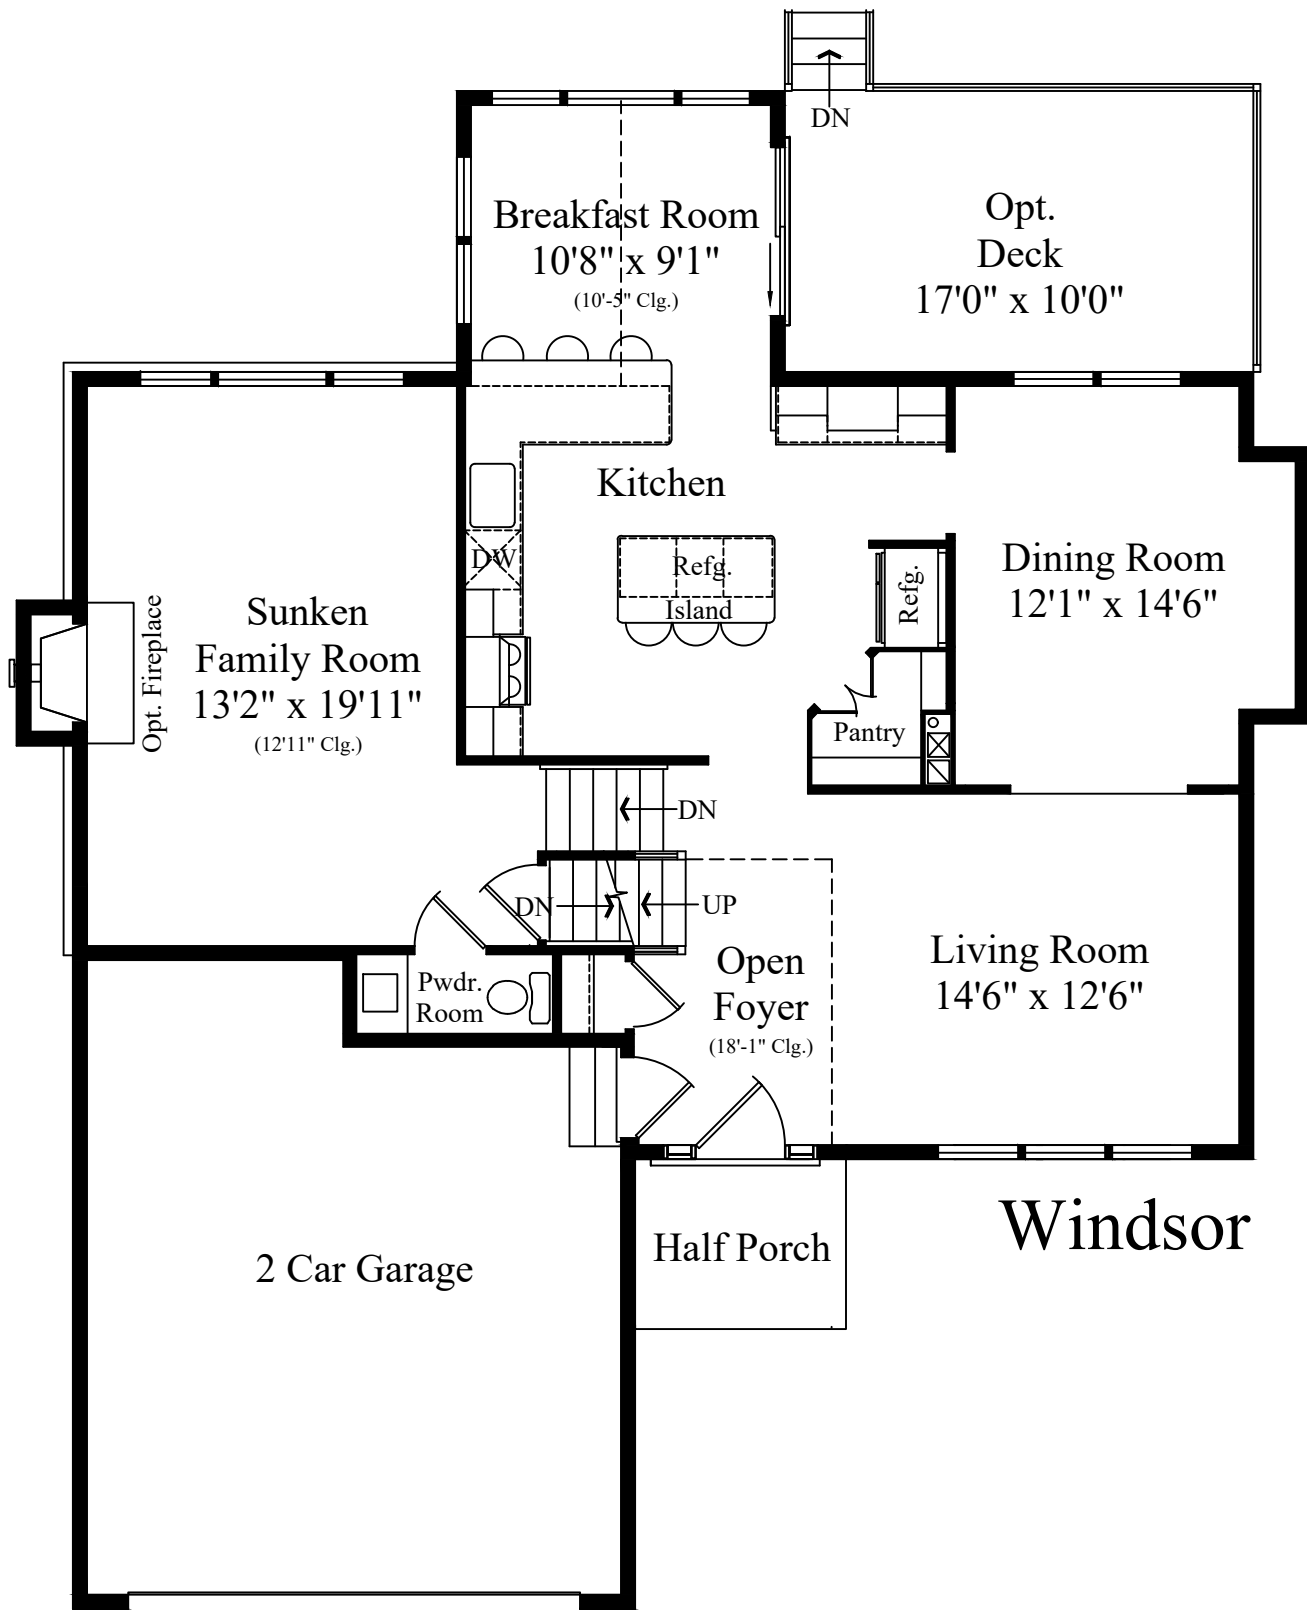 DN
Breakfast Room
10'8" x 9'1"
(10'-5" Clg.)
Opt.
Deck
17'0" x 10'0"
Kitchen
DW
Refg.
Island
Refg.
Dining Room
12'1" x 14'6"
Sunken
Family Room
13'2" x 19'11"
(12'11" Clg.)
Opt. Fireplace
Pantry
DN
DN
UP
Open
Foyer
(18'-1" Clg.)
Living Room
14'6" x 12'6"
Pwdr.
Room
Windsor
Half Porch
2 Car Garage